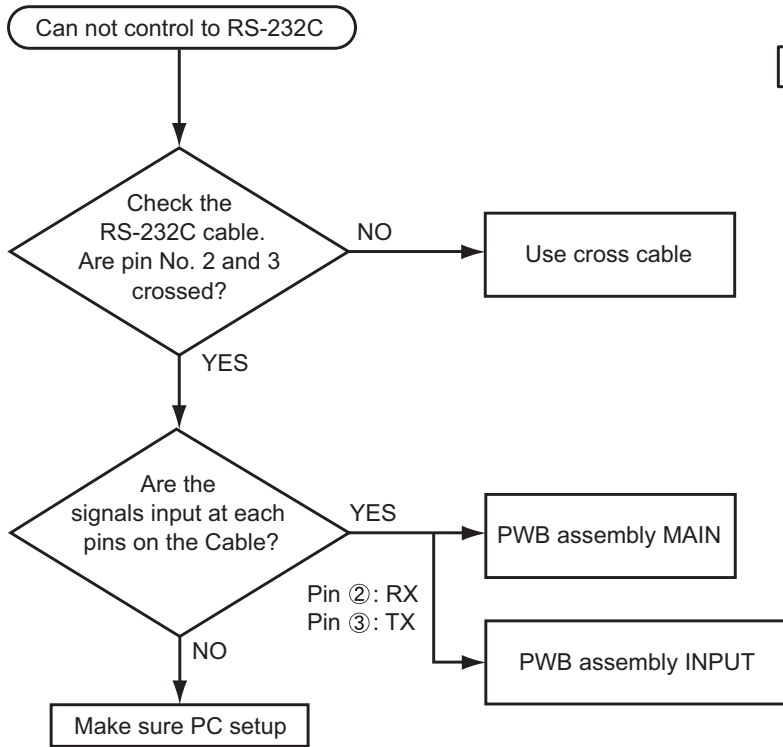 Can not control to RS-232C
Check the
RS-232C cable.
Are pin No. 2 and 3
crossed?
NO
Use cross cable
YES
Are the
signals input at each
pins on the Cable?
YES
PWB assembly MAIN
Pin ②: RX
Pin ③: TX
PWB assembly INPUT
NO
Make sure PC setup